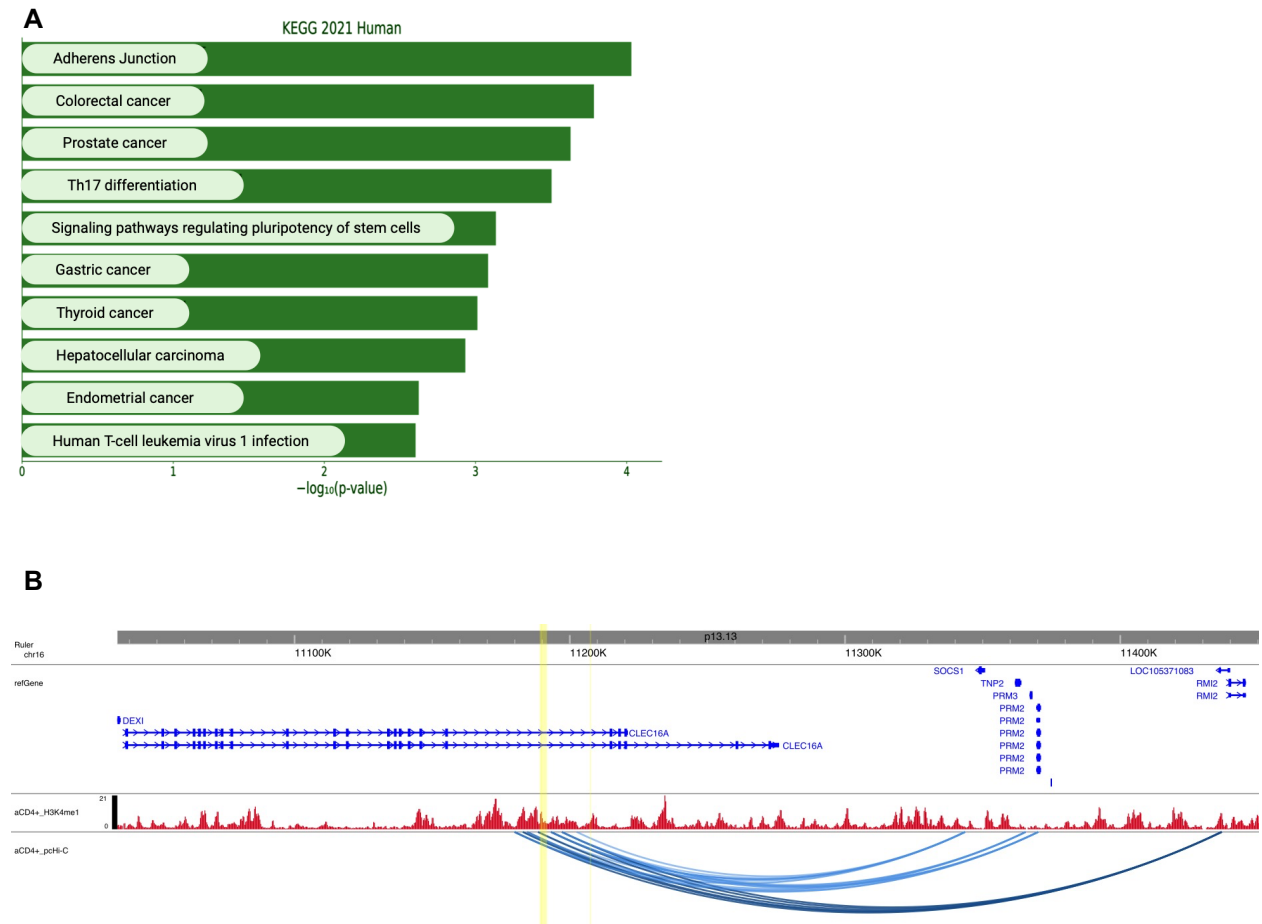 A
KEGG 2021 Human
Adherens Junction
Colorectal cancer
Prostate cancer
Th17 differentiation
Signaling pathways regulating pluripotency of stem cells
Gastric cancer
Thyroid cancer
Hepatocellular carcinoma
Endometrial cancer
Human T-cell leukemia virus 1 infection
0 1 2 3 4
−log₁₀(p-value)
B
p13.13
Ruler
chr16
11100K 11200K 11300K 11400K
refGene
SOCS1 LOC105371083
TNP2 RMI2
PRM3 RMI2
PRM2
DEXI PRM2
CLEC16A PRM2
CLEC16A PRM2
PRM2
PRM2
21
aCD4+_H3K4me1
0
aCD4+_pcHi-C